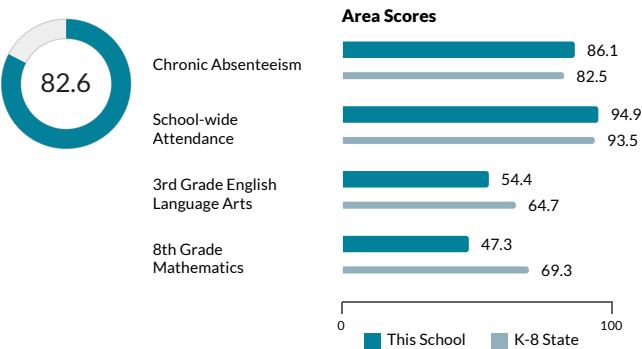 Area Scores
82.6
Chronic Absenteeism
86.1
82.5
School-wide
Attendance
94.9
93.5
3rd Grade English
Language Arts
54.4
64.7
8th Grade
Mathematics
47.3
69.3
0
100
This School
K-8 State